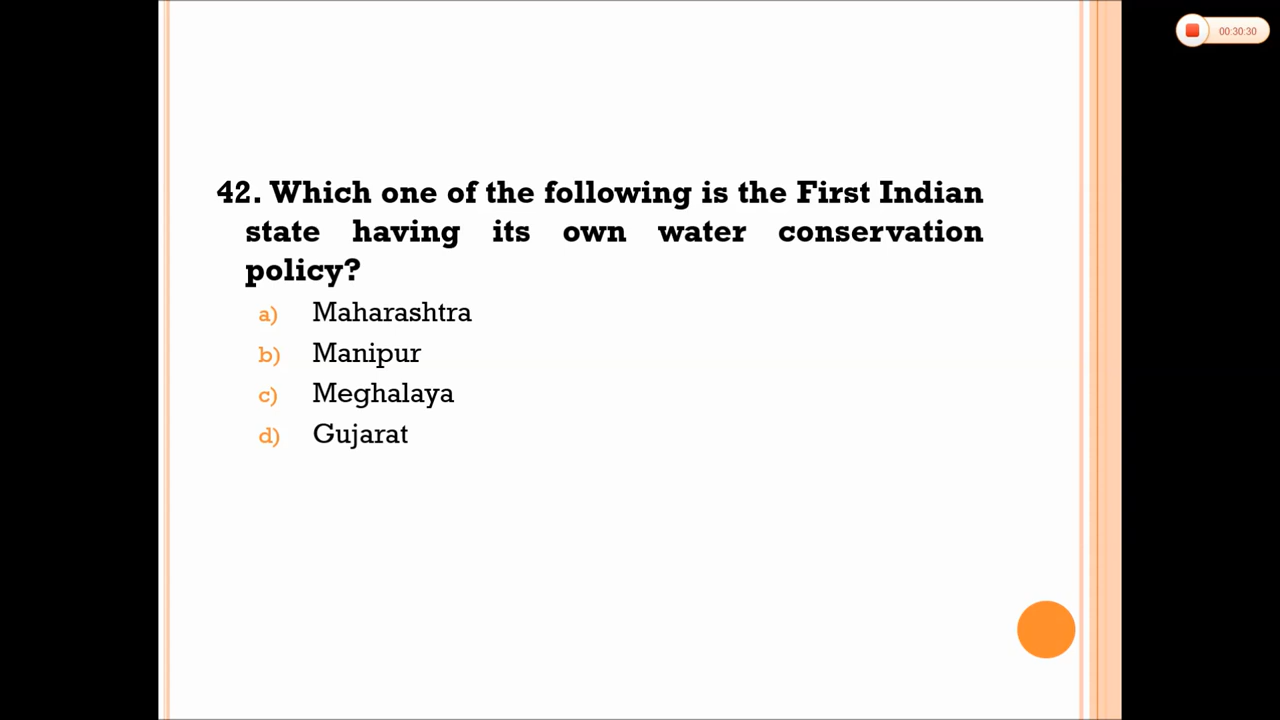 00:30:30
42. Which one of the following is the First Indian
state having its own water conservation
policy?
a) Maharashtra
b) Manipur
c) Meghalaya
d) Gujarat